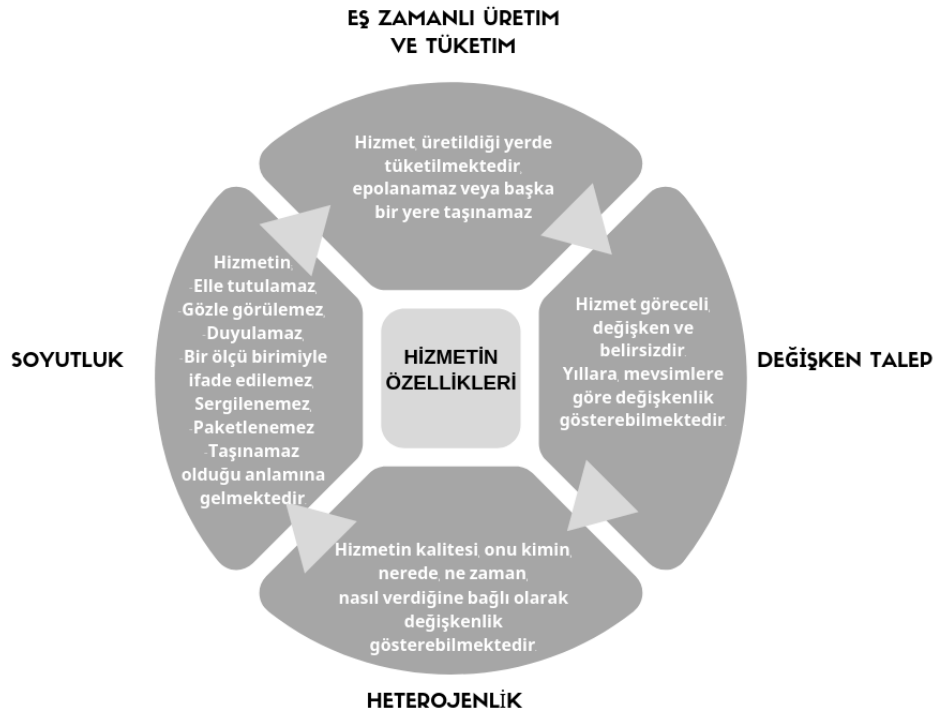 EŞ ZAMANLI ÜRETIM
VE TÜKETIM
Hizmet, üretildiği yerde
tüketilmektedir,
epolanamaz veya başka
bir yere taşınamaz
SOYUTLUK
Hizmetin,
-Elle tutulamaz,
-Gözle görülemez,
-Duyulamaz,
-Bir ölçü birimiyle
ifade edilemez,
Sergilenemez,
-Paketlenemez
-Taşınamaz
olduğu anlamına
gelmektedir.
HİZMETİN
ÖZELLİKLERİ
Hizmet göreceli,
değişken ve
belirsizdir.
Yıllara, mevsimlere
göre değişkenlik
gösterebilmektedir.
DEĞİŞKEN TALEP
Hizmetin kalitesi, onu kimin,
nerede, ne zaman,
nasıl verdiğine bağlı olarak
değişkenlik
gösterebilmektedir.
HETEROJENLİK